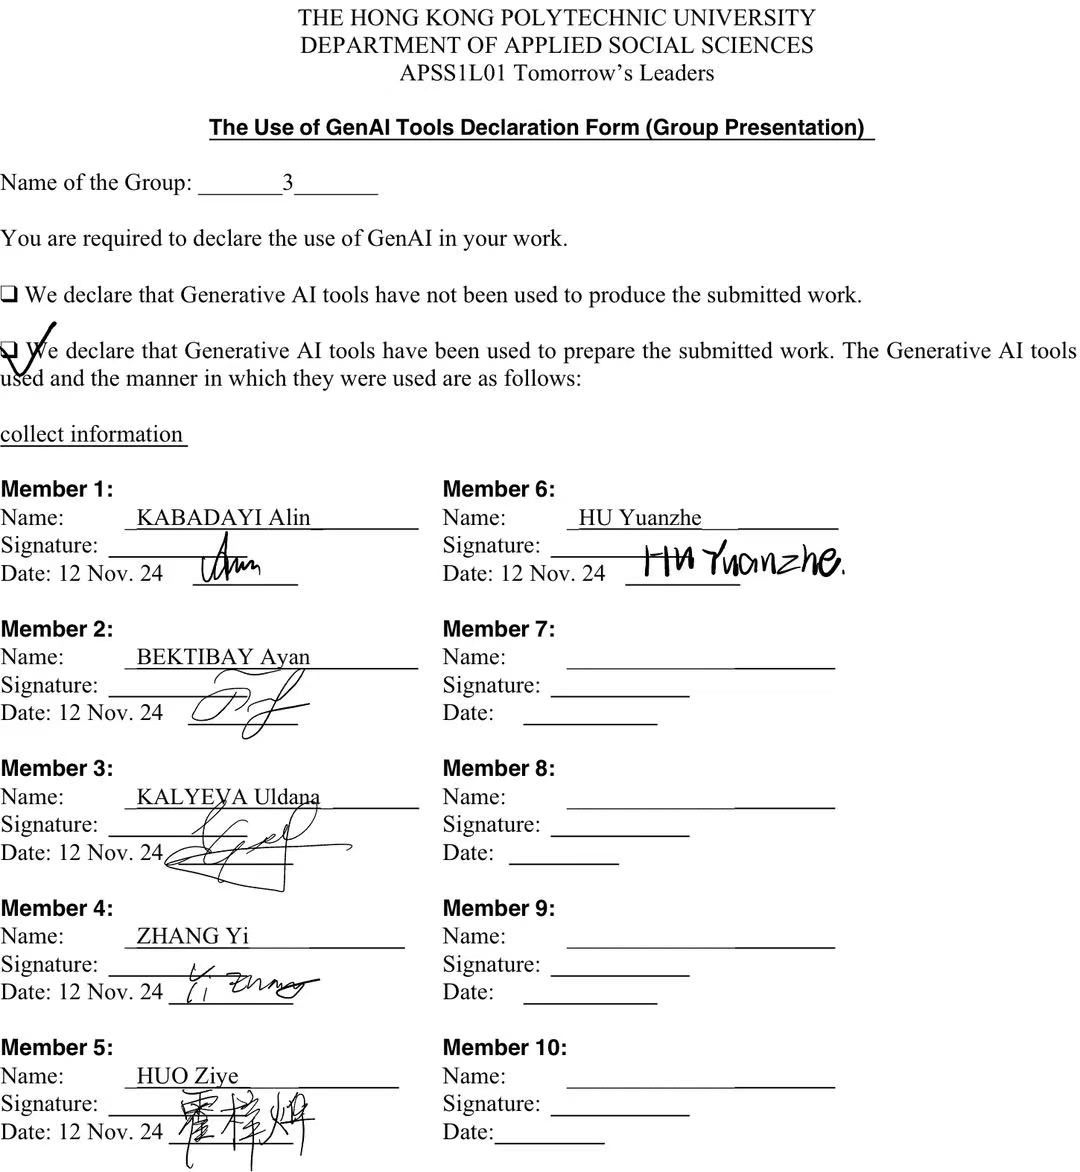 THE HONG KONG POLYTECHNIC UNIVERSITY
DEPARTMENT OF APPLIED SOCIAL SCIENCES
APSS1L01 Tomorrow's Leaders
The Use of GenAI Tools Declaration Form (Group Presentation)
Name of the Group: _______3_______
You are required to declare the use of GenAI in your work.
❑ We declare that Generative AI tools have not been used to produce the submitted work.
❑ We declare that Generative AI tools have been used to prepare the submitted work. The Generative AI tools
used and the manner in which they were used are as follows:
collect information
Member 1:
Name: KABADAYI Alin
Signature:
Date: 12 Nov. 24
Member 2:
Name: BEKTIBAY Ayan
Signature:
Date: 12 Nov. 24
Member 3:
Name: KALYEVA Uldana
Signature:
Date: 12 Nov. 24
Member 4:
Name: ZHANG Yi
Signature: Yi Zhang
Date: 12 Nov. 24
Member 5:
Name: HUO Ziye
Signature: 霍梓烨
Date: 12 Nov. 24
Member 6:
Name: HU Yuanzhe
Signature: HU Yuanzhe.
Date: 12 Nov. 24
Member 7:
Name:
Signature:
Date:
Member 8:
Name:
Signature:
Date:
Member 9:
Name:
Signature:
Date:
Member 10:
Name:
Signature:
Date: